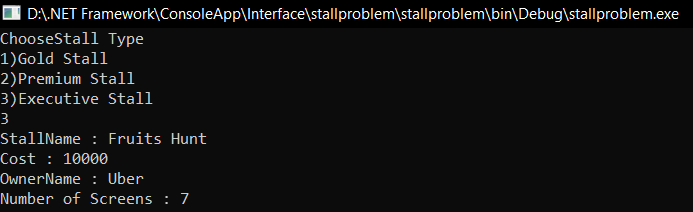 D:\.NET Framework\ConsoleApp\Interface\stallproblem\stallproblem\bin\Debug\stallproblem.exe
ChooseStall Type
1)Gold Stall
2)Premium Stall
3)Executive Stall
3
StallName : Fruits Hunt
Cost : 10000
OwnerName : Uber
Number of Screens : 7